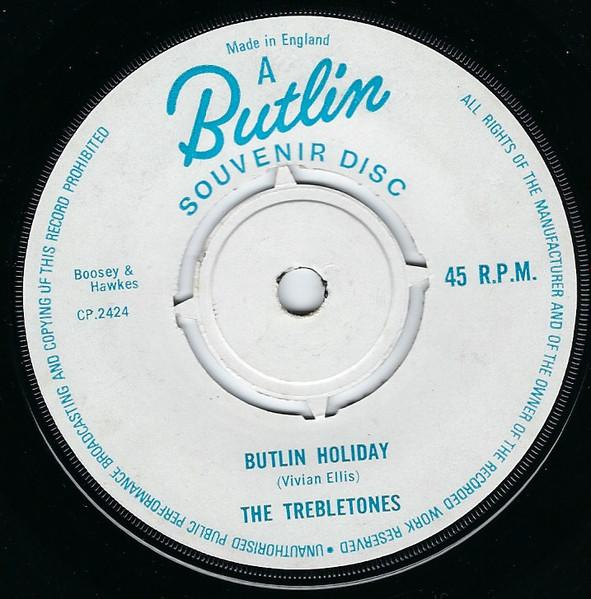 Made in England
A
Butlin
SOUVENIR DISC
Boosey &
Hawkes
CP.2424
45 R.P.M.
BUTLIN HOLIDAY
(Vivian Ellis)
THE TREBLETONES
ALL RIGHTS OF THE MANUFACTURER AND OF THE OWNER OF THE RECORDED WORK RESERVED • UNAUTHORISED PUBLIC PERFORMANCE BROADCASTING AND COPYING OF THIS RECORD PROHIBITED